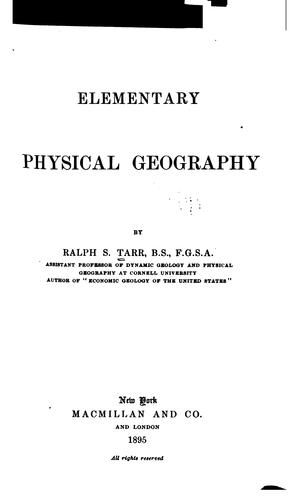 ELEMENTARY
PHYSICAL GEOGRAPHY
BY
RALPH S. TARR, B.S., F.G.S.A.
ASSISTANT PROFESSOR OF DYNAMIC GEOLOGY AND PHYSICAL
GEOGRAPHY AT CORNELL UNIVERSITY
AUTHOR OF "ECONOMIC GEOLOGY OF THE UNITED STATES"
New York
MACMILLAN AND CO.
AND LONDON
1895
All rights reserved